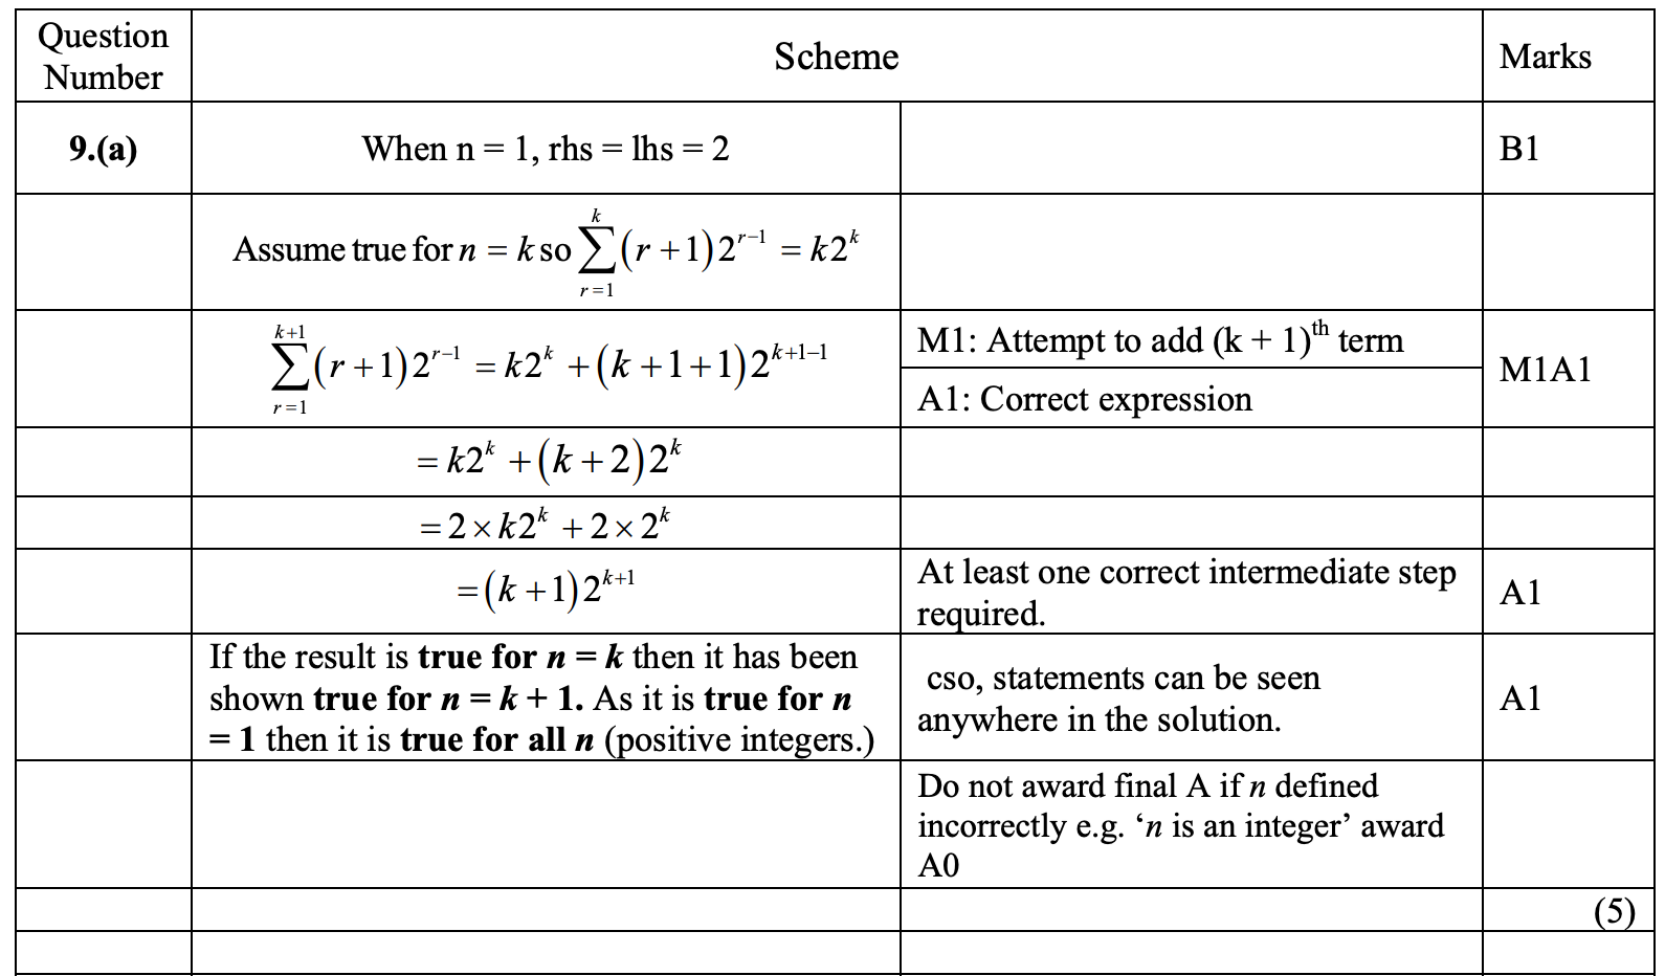 Question Number Scheme Marks
9.(a) When n = 1, rhs = lhs = 2 B1
Assume true for n = k so ∑_{r=1}^{k} (r + 1)2^{r−1} = k2^k
∑_{r=1}^{k+1} (r + 1)2^{r−1} = k2^k + (k + 1 + 1)2^{k+1−1} M1: Attempt to add (k + 1)^{th} term M1A1
A1: Correct expression
= k2^k + (k + 2)2^k
= 2 × k2^k + 2 × 2^k
= (k + 1)2^{k+1} At least one correct intermediate step required. A1
If the result is true for n = k then it has been
shown true for n = k + 1. As it is true for n
= 1 then it is true for all n (positive integers.)
cso, statements can be seen
anywhere in the solution.
A1
Do not award final A if n defined
incorrectly e.g. ‘n is an integer’ award
A0
(5)